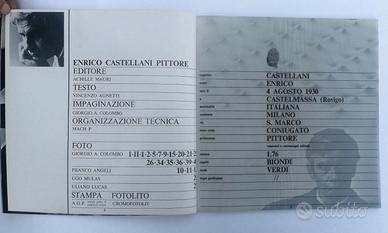 ENRICO CASTELLANI PITTORE
EDITORE
ACHILLE MAURI
TESTO
VINCENZO AGNETTI
IMPAGINAZIONE
GIORGIO A. COLOMBO
ORGANIZZAZIONE TECNICA
MACH P
FOTO
GIORGIO A. COLOMBO 1-II-1-2-5-7-9-15-20-21-2
26-34-35-36-39-4
FRANCO ANGELI 10-11-1
UGO MULAS
ULIANO LUCAS 2
STAMPA FOTOLITO
A.G.P. CROMOFOTOLIT
CASTELLANI
ENRICO
4 AGOSTO 1930
CASTELMASSA (Rovigo)
ITALIANA
MILANO
S. MARCO
CONIUGATO
PITTORE
1.76
BIONDI
VERDI
//
subito